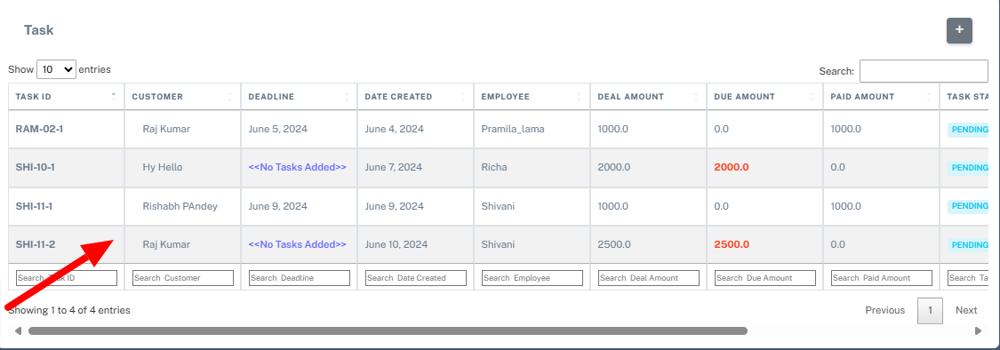 Task
+
Show 10 entries
Search:
TASK ID CUSTOMER DEADLINE DATE CREATED EMPLOYEE DEAL AMOUNT DUE AMOUNT PAID AMOUNT TASK STA
RAM-02-1 Raj Kumar June 5, 2024 June 4, 2024 Pramila_lama 1000.0 0.0 1000.0 PENDING
SHI-10-1 Hy Hello <<No Tasks Added>> June 7, 2024 Richa 2000.0 2000.0 0.0 PENDING
SHI-11-1 Rishabh PAndey June 9, 2024 June 9, 2024 Shivani 1000.0 0.0 1000.0 PENDING
SHI-11-2 Raj Kumar <<No Tasks Added>> June 10, 2024 Shivani 2500.0 2500.0 0.0 PENDING
Search Task ID Search Customer Search Deadline Search Date Created Search Employee Search Deal Amount Search Due Amount Search Paid Amount Search Ta
Showing 1 to 4 of 4 entries
Previous 1 Next